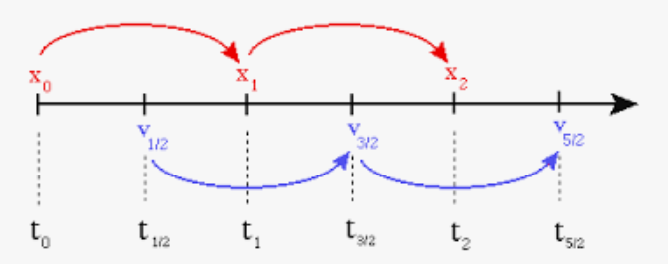 x₀ x₁ x₂
v₁/₂ v₃/₂ v₅/₂
t₀ t₁/₂ t₁ t₃/₂ t₂ t₅/₂